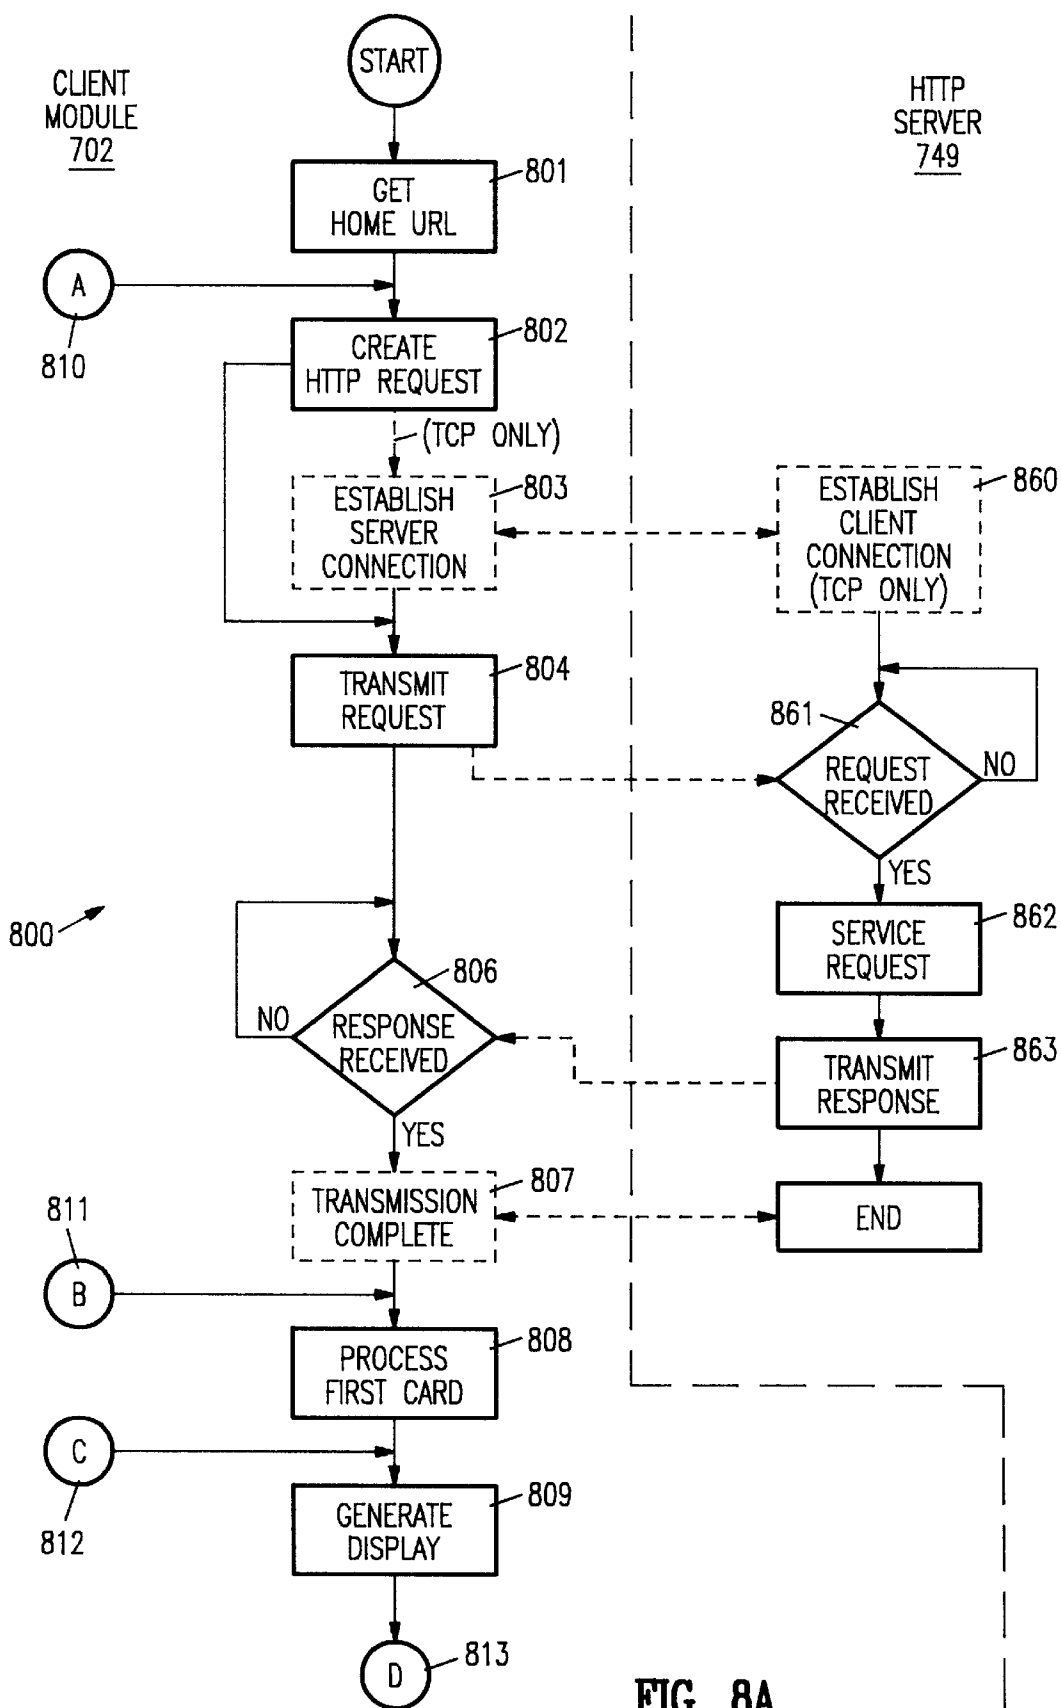 START
CLIENT
MODULE
702
HTTP
SERVER
749
801
GET
HOME URL
A
810
802
CREATE
HTTP REQUEST
(TCP ONLY)
803
ESTABLISH
SERVER
CONNECTION
860
ESTABLISH
CLIENT
CONNECTION
(TCP ONLY)
804
TRANSMIT
REQUEST
861
REQUEST
RECEIVED
NO
YES
800
862
SERVICE
REQUEST
806
RESPONSE
RECEIVED
NO
YES
863
TRANSMIT
RESPONSE
807
TRANSMISSION
COMPLETE
END
811
B
808
PROCESS
FIRST CARD
C
812
809
GENERATE
DISPLAY
D
813
FIG. 8A